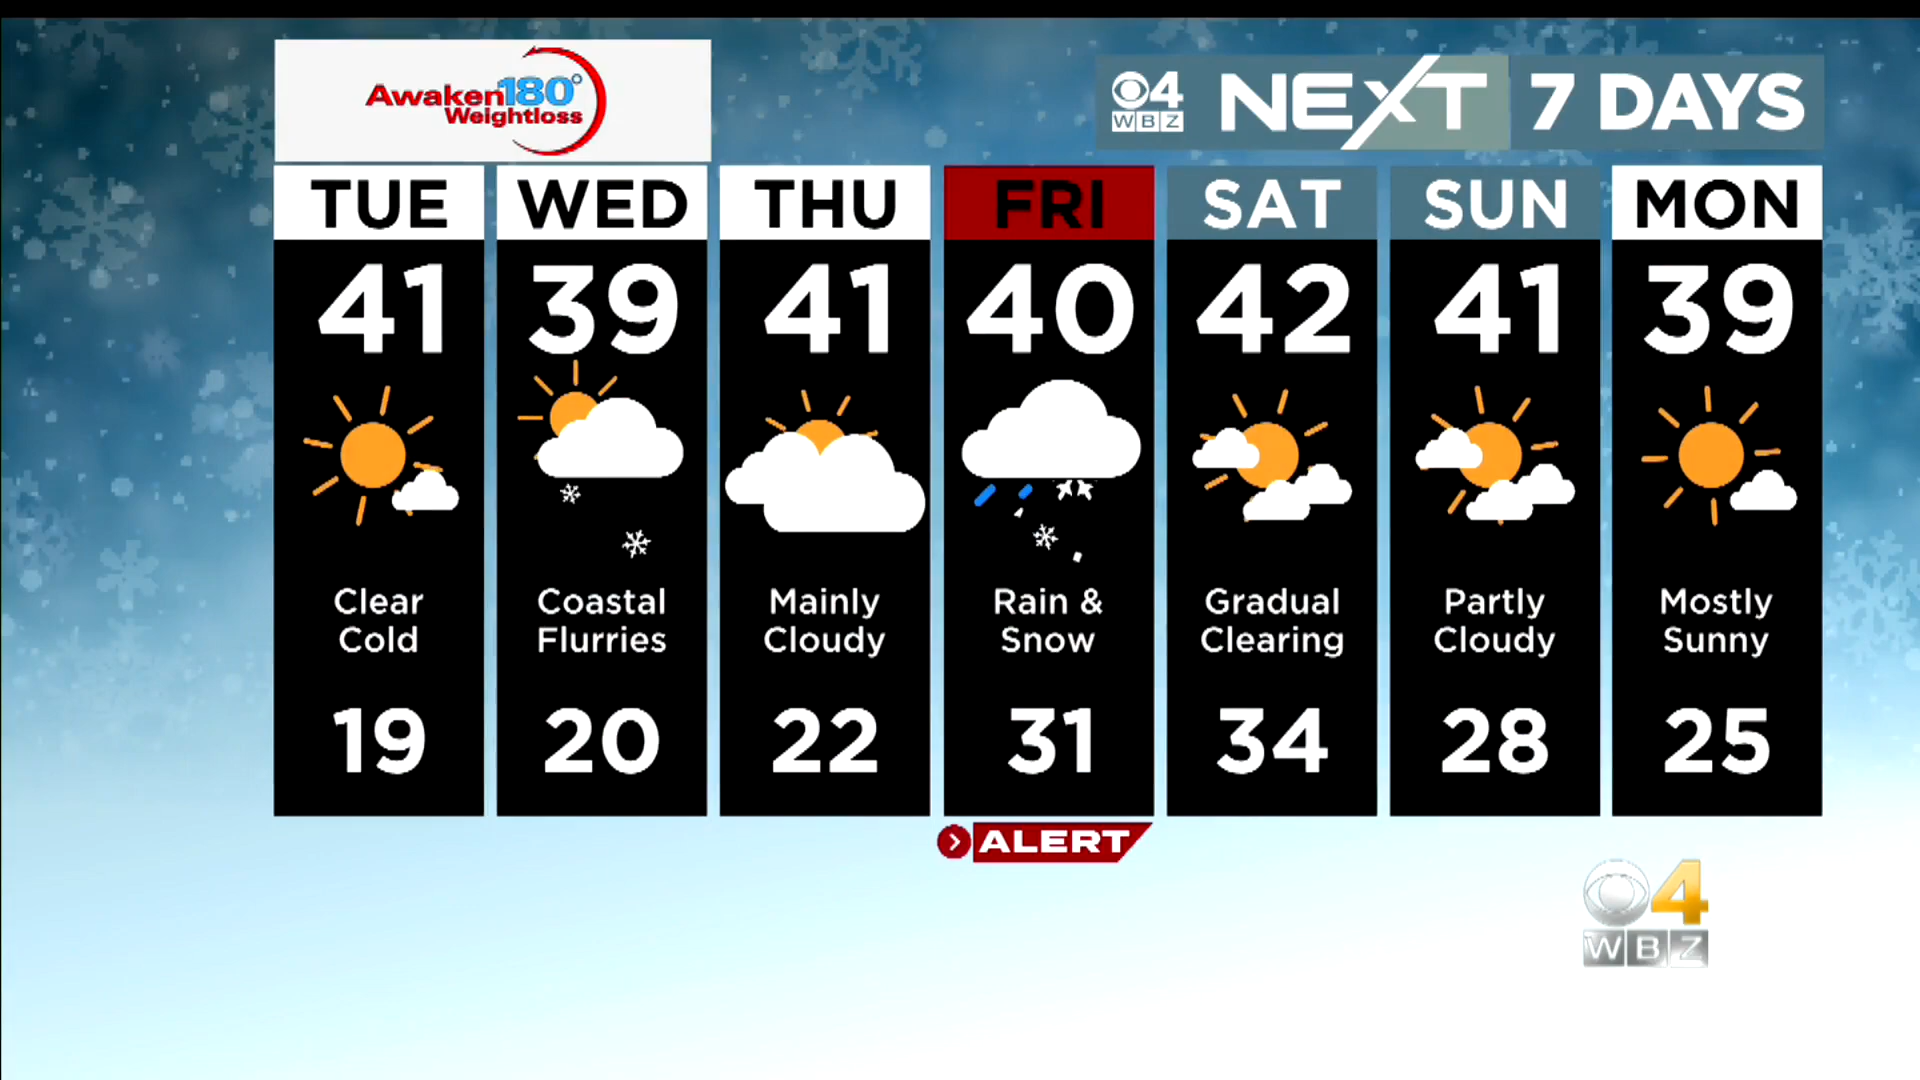 Awaken180°
Weightloss
4 NEXT 7 DAYS
WBZ
TUE WED THU FRI SAT SUN MON
41 39 41 40 42 41 39
Clear Coastal Mainly Rain & Gradual Partly Mostly
Cold Flurries Cloudy Snow Clearing Cloudy Sunny
19 20 22 31 34 28 25
ALERT
4
WBZ